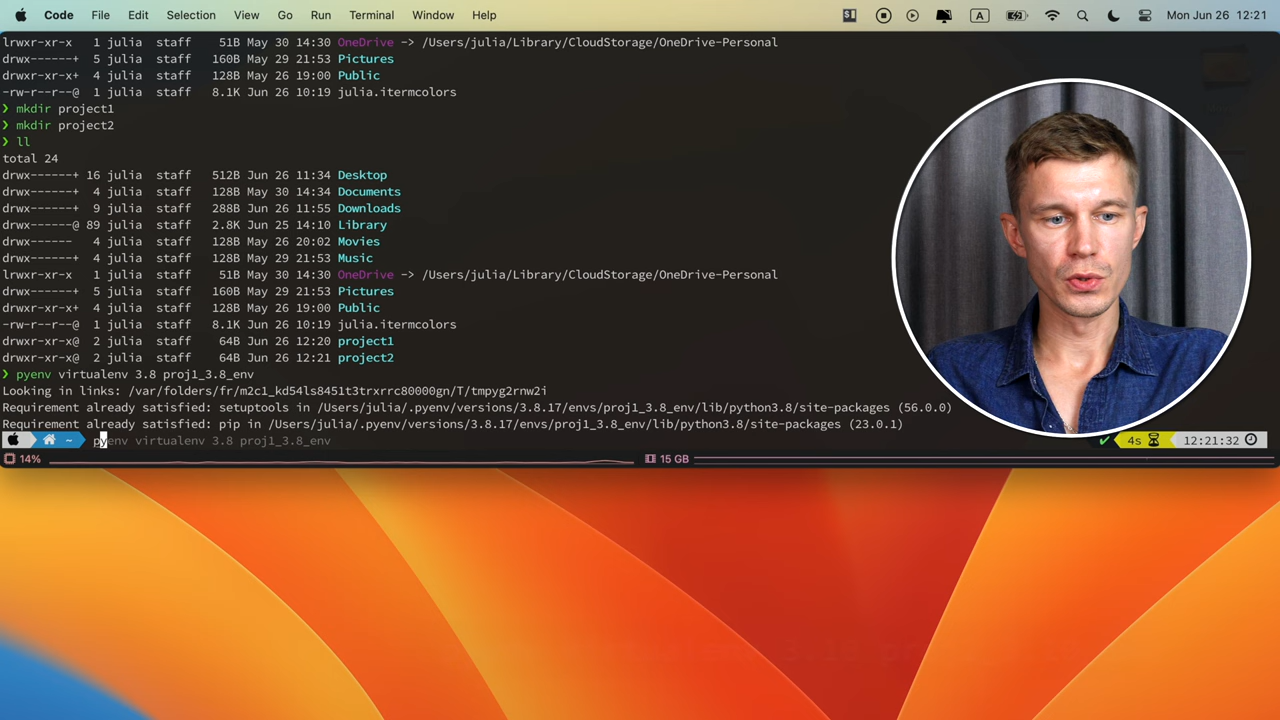 Code File Edit Selection View Go Run Terminal Window Help A Mon Jun 26 12:21
lrwxr-xr-x 1 julia staff 51B May 30 14:30 OneDrive -> /Users/julia/Library/CloudStorage/OneDrive-Personal
drwx------+ 5 julia staff 160B May 29 21:53 Pictures
drwxr-xr-x+ 4 julia staff 128B May 26 19:00 Public
-rw-r--r--@ 1 julia staff 8.1K Jun 26 10:19 julia.itermcolors
❯ mkdir project1
❯ mkdir project2
❯ ll
total 24
drwx------+ 16 julia staff 512B Jun 26 11:34 Desktop
drwx------+ 4 julia staff 128B May 30 14:34 Documents
drwx------+ 9 julia staff 288B Jun 26 11:55 Downloads
drwx------@ 89 julia staff 2.8K Jun 25 14:10 Library
drwx------ 4 julia staff 128B May 26 20:02 Movies
drwx------+ 4 julia staff 128B May 29 21:53 Music
lrwxr-xr-x 1 julia staff 51B May 30 14:30 OneDrive -> /Users/julia/Library/CloudStorage/OneDrive-Personal
drwx------+ 5 julia staff 160B May 29 21:53 Pictures
drwxr-xr-x+ 4 julia staff 128B May 26 19:00 Public
-rw-r--r--@ 1 julia staff 8.1K Jun 26 10:19 julia.itermcolors
drwxr-xr-x@ 2 julia staff 64B Jun 26 12:20 project1
drwxr-xr-x@ 2 julia staff 64B Jun 26 12:21 project2
❯ pyenv virtualenv 3.8 proj1_3.8_env
Looking in links: /var/folders/fr/m2c1_kd54ls8451t3trxrrc80000gn/T/tmpyg2rnw2i
Requirement already satisfied: setuptools in /Users/julia/.pyenv/versions/3.8.17/envs/proj1_3.8_env/lib/python3.8/site-packages (56.0.0)
Requirement already satisfied: pip in /Users/julia/.pyenv/versions/3.8.17/envs/proj1_3.8_env/lib/python3.8/site-packages (23.0.1)
~ pyenv virtualenv 3.8 proj1_3.8_env ✔ 4s 12:21:32
14% 15 GB